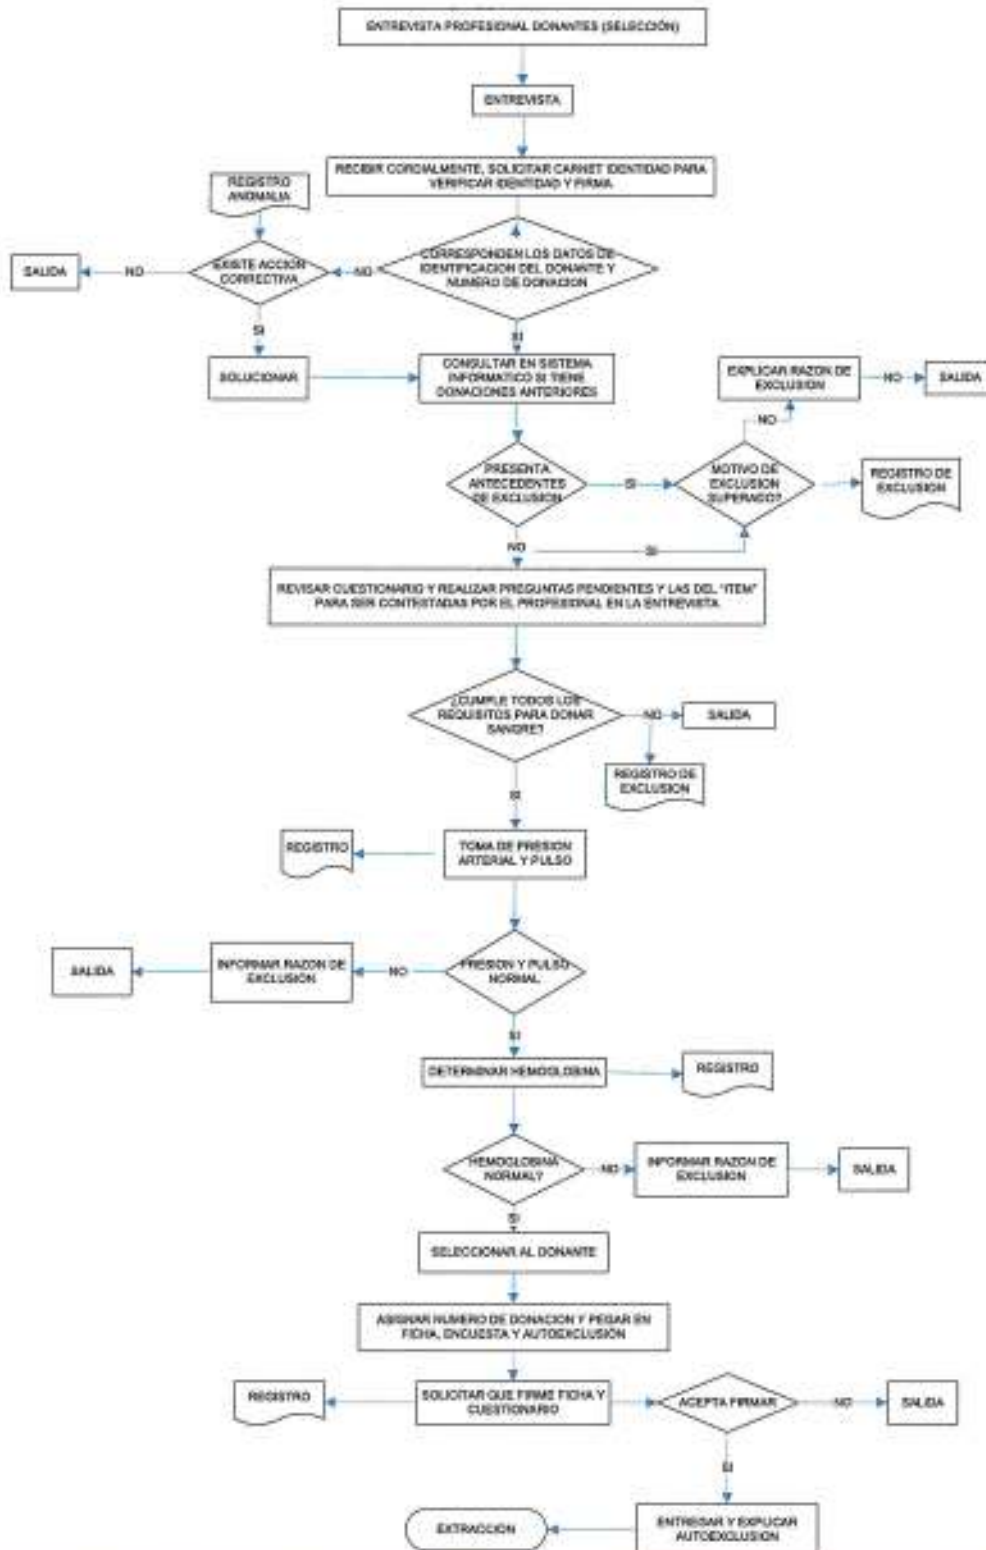 ENTREVISTA PROFESIONAL DONANTES (SELECCIÓN)
ENTREVISTA
RECIBIR CORDIALMENTE, SOLICITAR CARNET IDENTIDAD PARA
VERIFICAR IDENTIDAD Y FIRMA
REGISTRO
ANOMALIA
CORRESPONDEN LOS DATOS DE
IDENTIFICACION DEL DONANTE Y
NUMERO DE DONACION
NO
EXISTE ACCION
CORRECTIVA
NO
SALIDA
SI
SI
SOLUCIONAR
CONSULTAR EN SISTEMA
INFORMATICO SI TIENE
DONACIONES ANTERIORES
EXPLICAR RAZON DE
EXCLUSION
NO
SALIDA
NO
PRESENTA
ANTECEDENTES
DE EXCLUSION
SI
MOTIVO DE
EXCLUSION
SUPERADO?
REGISTRO DE
EXCLUSION
NO
SI
REVISAR CUESTIONARIO Y REALIZAR PREGUNTAS PENDIENTES Y LAS DEL "ITEM"
PARA SER CONTESTADAS POR EL PROFESIONAL EN LA ENTREVISTA
¿CUMPLE TODOS LOS
REQUISITOS PARA DONAR
SANGRE?
NO
SALIDA
REGISTRO DE
EXCLUSION
SI
REGISTRO
TOMA DE PRESION
ARTERIAL Y PULSO
SALIDA
INFORMAR RAZON DE
EXCLUSION
NO
PRESION Y PULSO
NORMAL
SI
DETERMINAR HEMOGLOBINA
REGISTRO
HEMOGLOBINA
NORMAL?
NO
INFORMAR RAZON DE
EXCLUSION
SALIDA
SI
SELECCIONAR AL DONANTE
ASIGNAR NUMERO DE DONACION Y PEGAR EN
FICHA, ENCUESTA Y AUTOEXCLUSIÓN
REGISTRO
SOLICITAR QUE FIRME FICHA Y
CUESTIONARIO
ACEPTA FIRMAR
NO
SALIDA
SI
EXTRACCION
ENTREGAR Y EXPLICAR
AUTOEXCLUSION